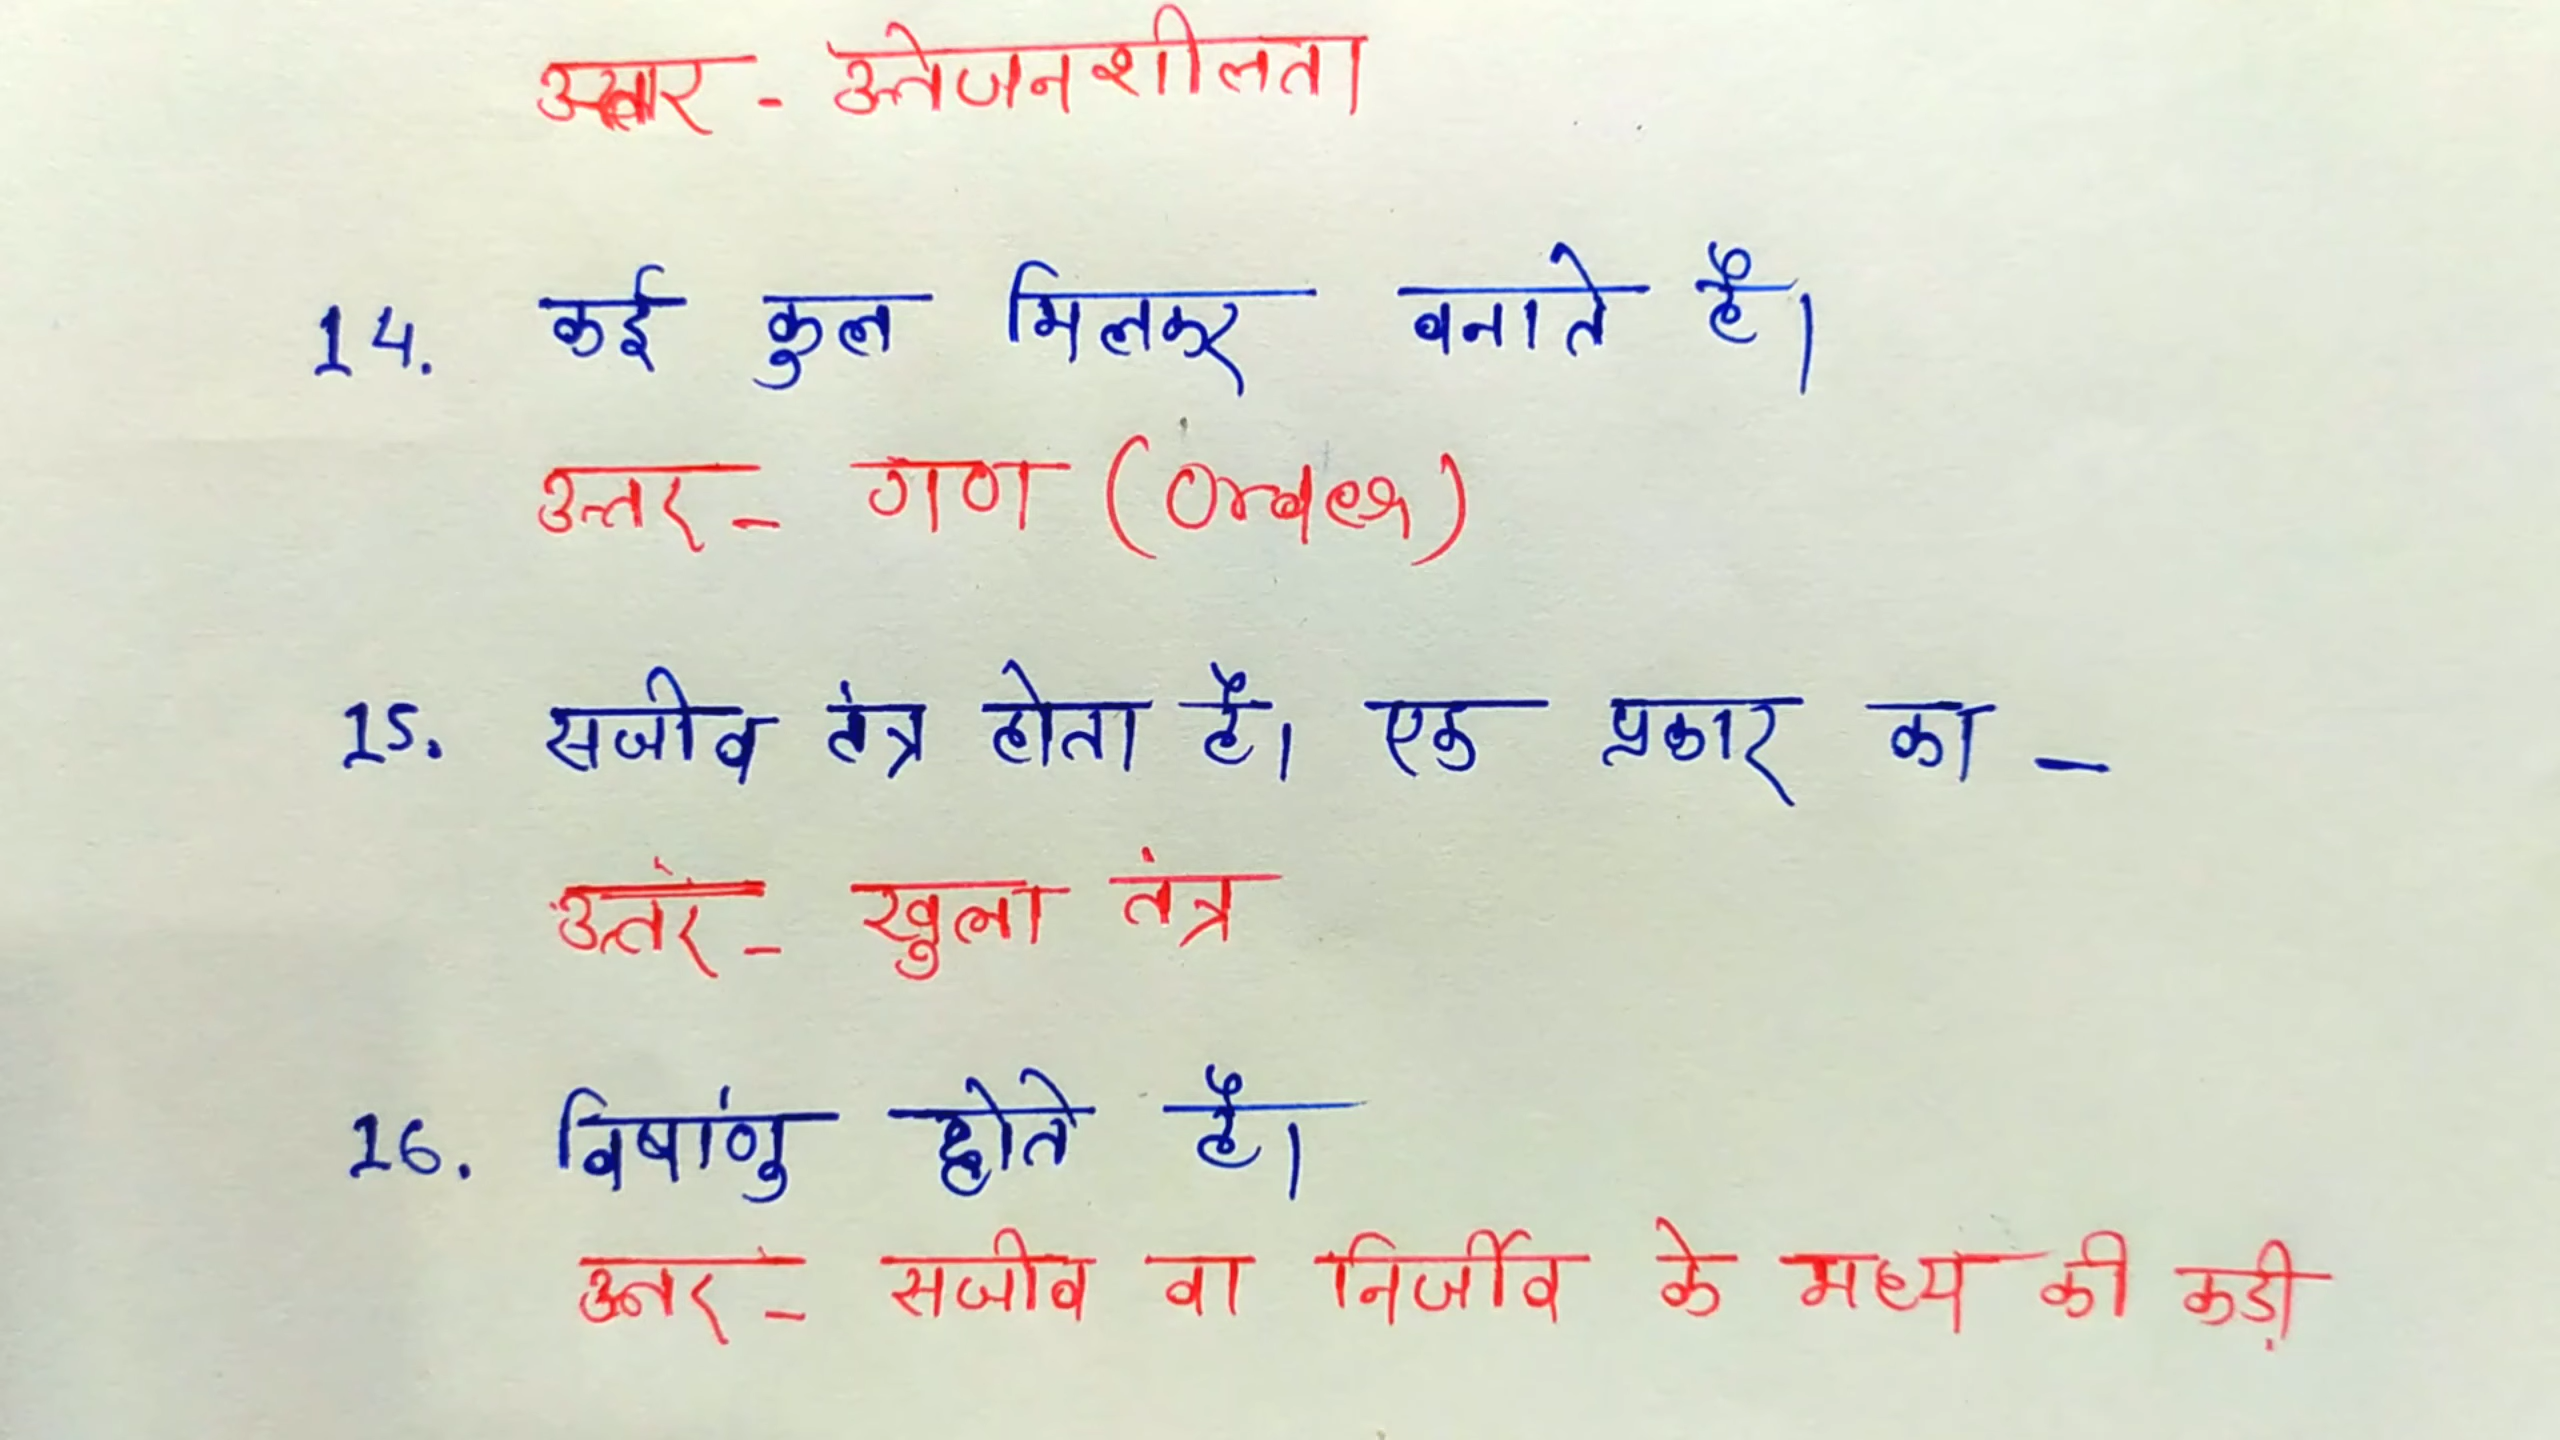 उत्तर - उत्तेजनशीलता
14. कई कुल मिलकर बनाते है।
उत्तर - गण (Order)
15. सजीव तंत्र होता है। एक प्रकार का -
उत्तर - खुला तंत्र
16. विषांणु होते है।
उत्तर - सजीव वा निर्जीव के मध्य की कड़ी